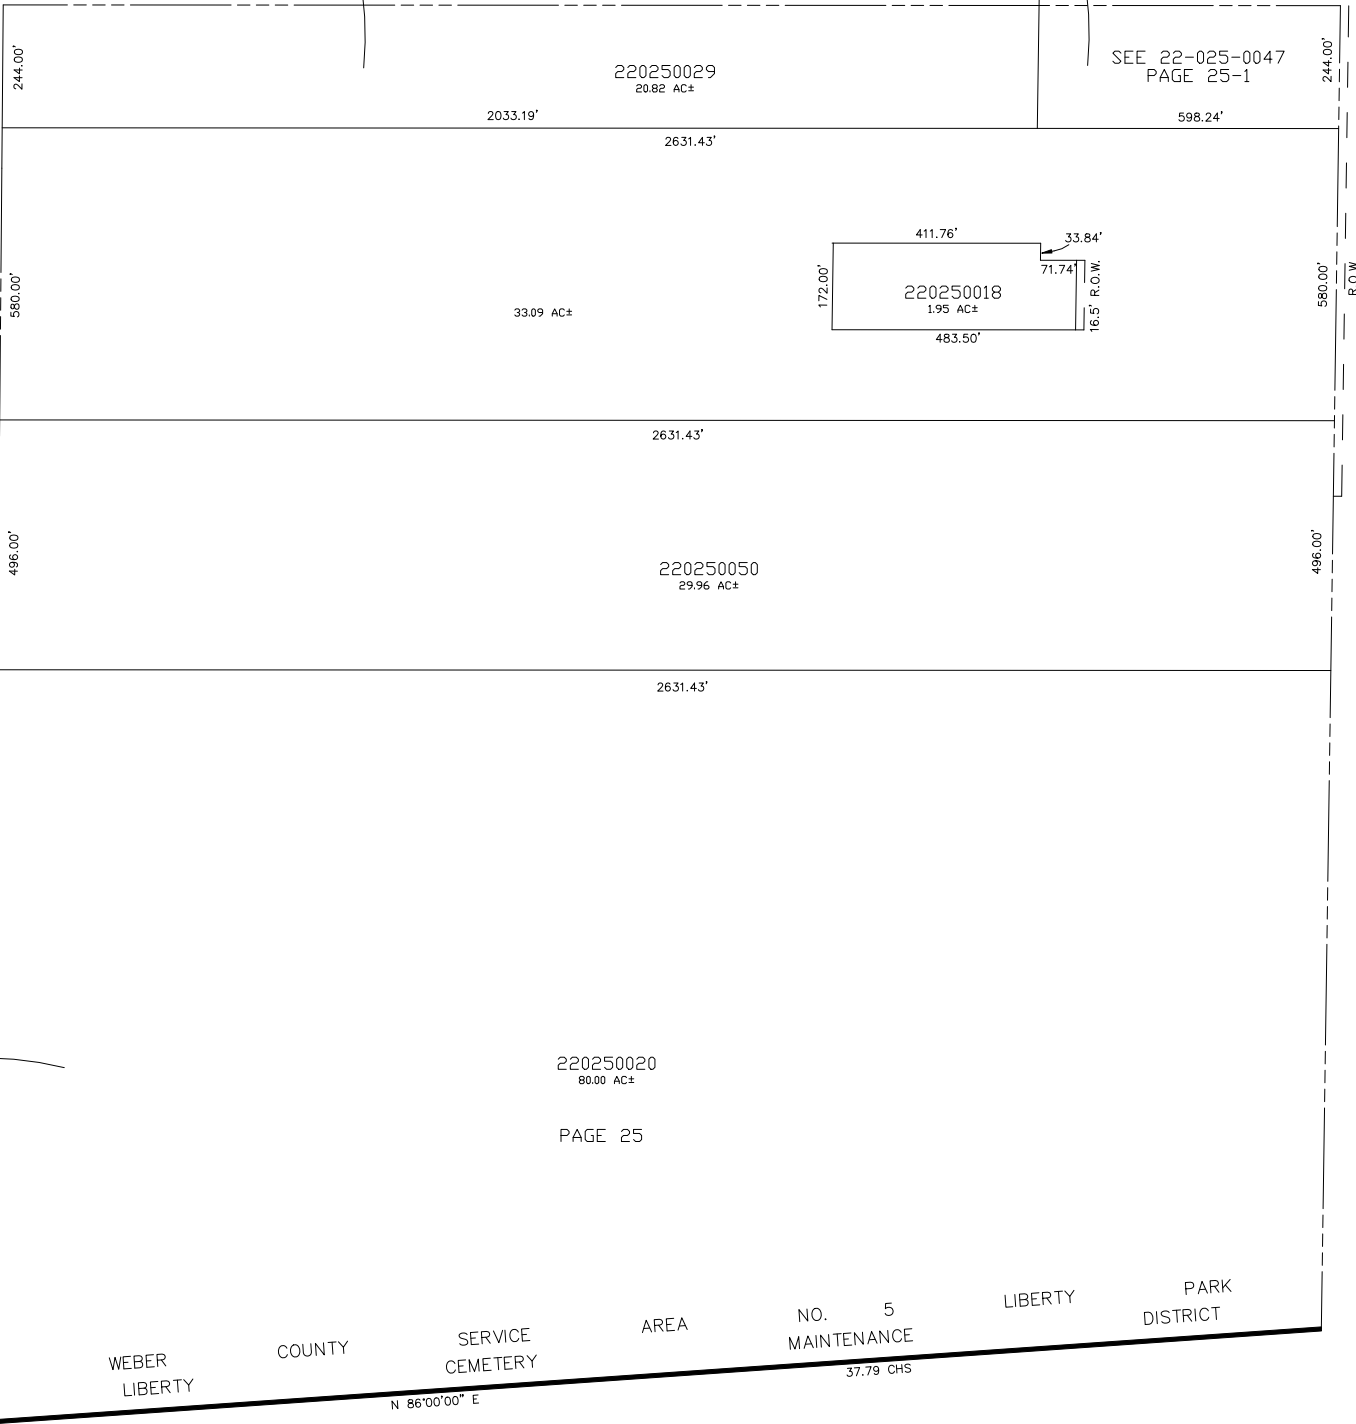 244.00'
220250029
20.82 AC±
2033.19'
SEE 22-025-0047
PAGE 25-1
244.00'
598.24'
2631.43'
580.00'
33.09 AC±
411.76'
33.84'
172.00'
71.74'
220250018
1.95 AC±
16.5' R.O.W.
483.50'
580.00'
R.O.W.
2631.43'
496.00'
220250050
29.96 AC±
496.00'
2631.43'
220250020
80.00 AC±
PAGE 25
WEBER COUNTY SERVICE AREA NO. 5 LIBERTY PARK
LIBERTY CEMETERY MAINTENANCE DISTRICT
N 86°00'00" E
37.79 CHS